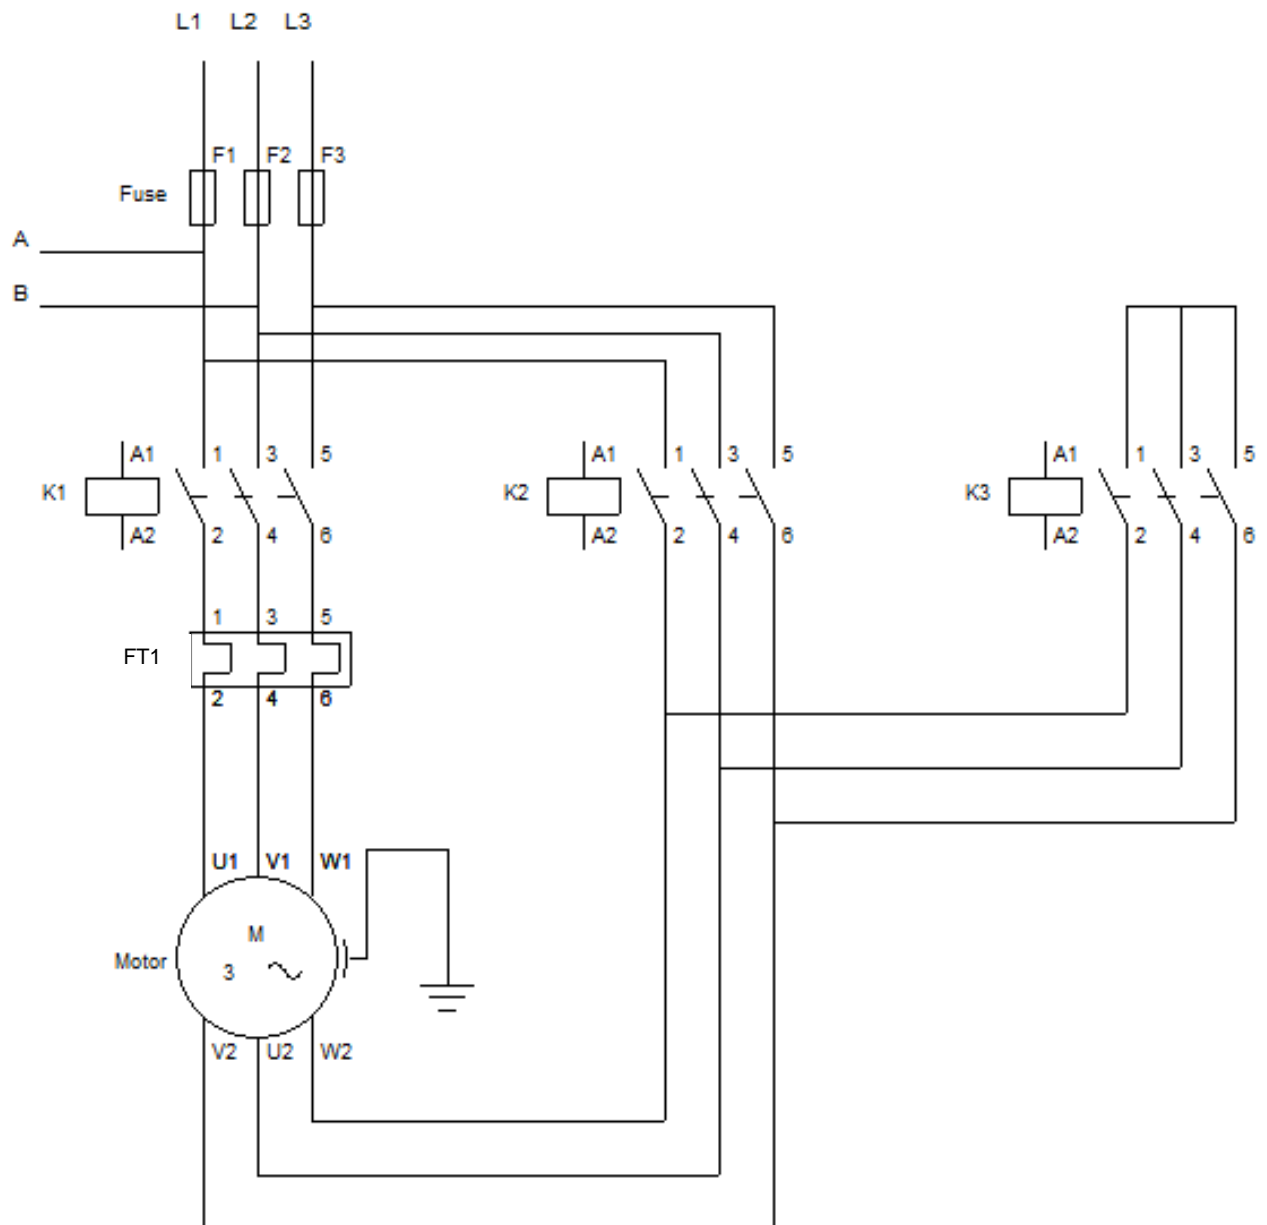 L1 L2 L3
F1 F2 F3
Fuse
A
B
A1 1 3 5 A1 1 3 5 A1 1 3 5
K1 K2 K3
A2 2 4 6 A2 2 4 6 A2 2 4 6
1 3 5
FT1
2 4 6
U1 V1 W1
M
Motor 3
V2 U2 W2